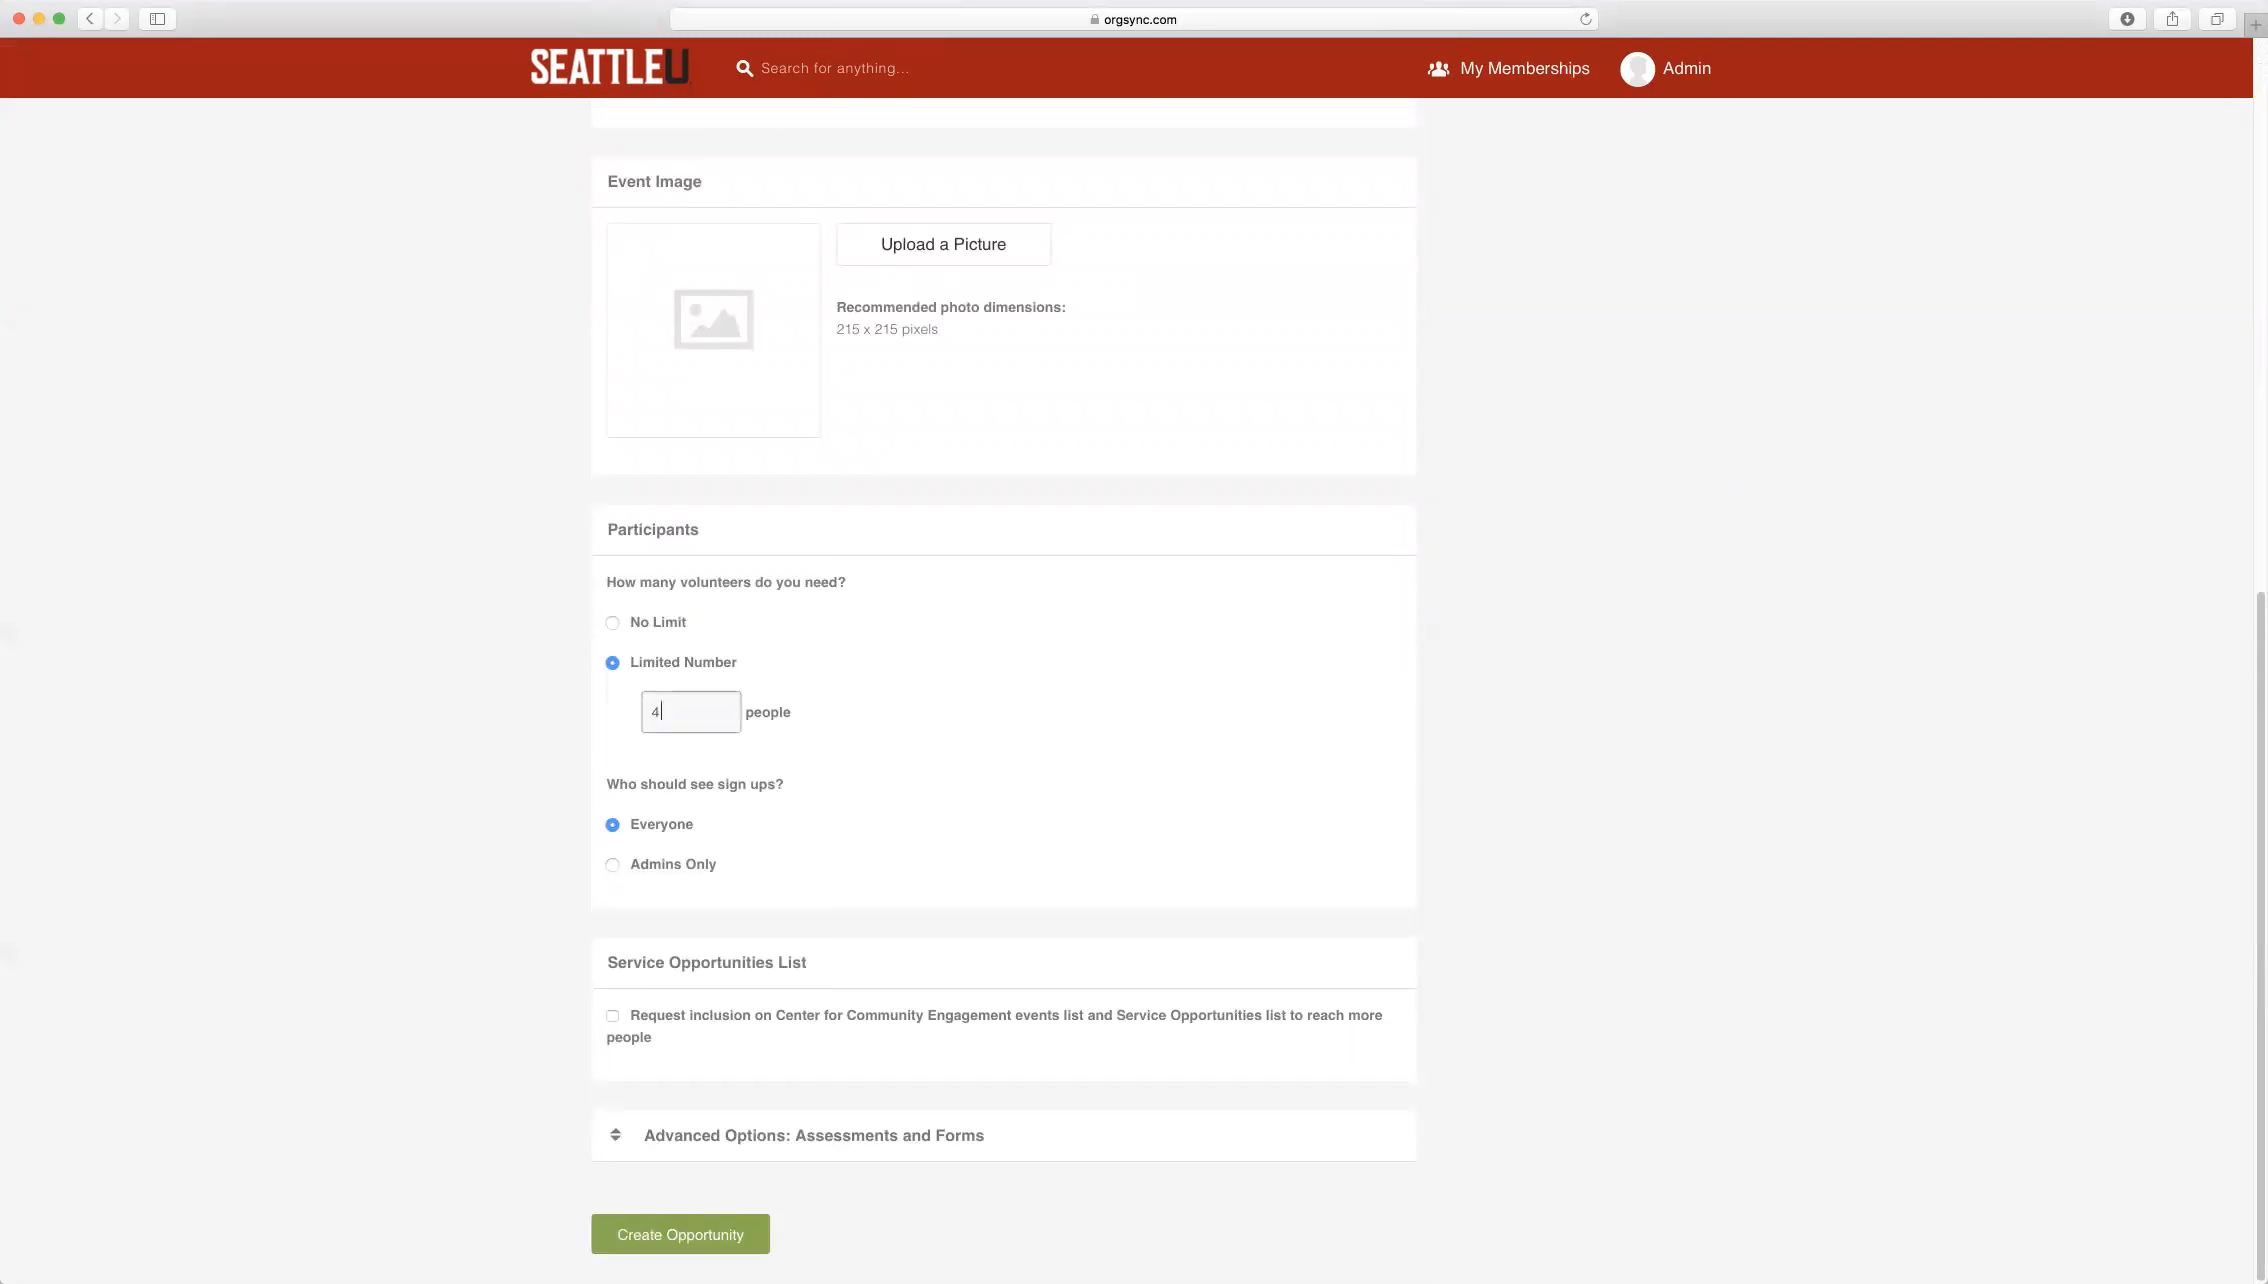 orgsync.com
SEATTLEU
Search for anything...
My Memberships
Admin
Event Image
Upload a Picture
Recommended photo dimensions:
215 x 215 pixels
Participants
How many volunteers do you need?
No Limit
Limited Number
4 people
Who should see sign ups?
Everyone
Admins Only
Service Opportunities List
Request inclusion on Center for Community Engagement events list and Service Opportunities list to reach more
people
Advanced Options: Assessments and Forms
Create Opportunity